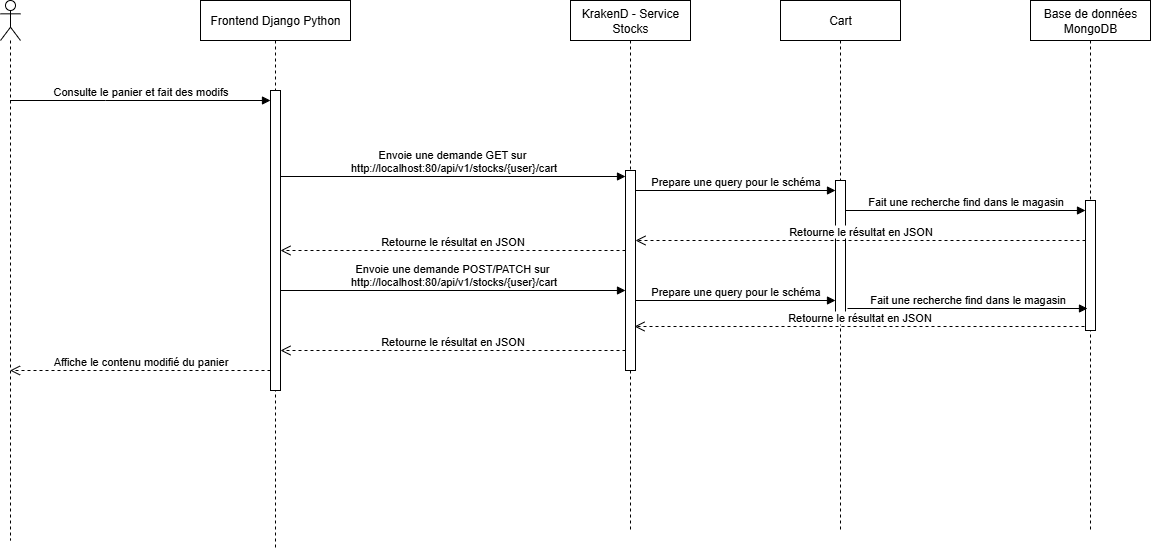 Frontend Django Python
KrakenD - Service
Stocks
Cart
Base de données
MongoDB
Consulte le panier et fait des modifs
Envoie une demande GET sur
http://localhost:80/api/v1/stocks/{user}/cart
Prepare une query pour le schéma
Fait une recherche find dans le magasin
Retourne le résultat en JSON
Retourne le résultat en JSON
Envoie une demande POST/PATCH sur
http://localhost:80/api/v1/stocks/{user}/cart
Prepare une query pour le schéma
Fait une recherche find dans le magasin
Retourne le résultat en JSON
Retourne le résultat en JSON
Affiche le contenu modifié du panier